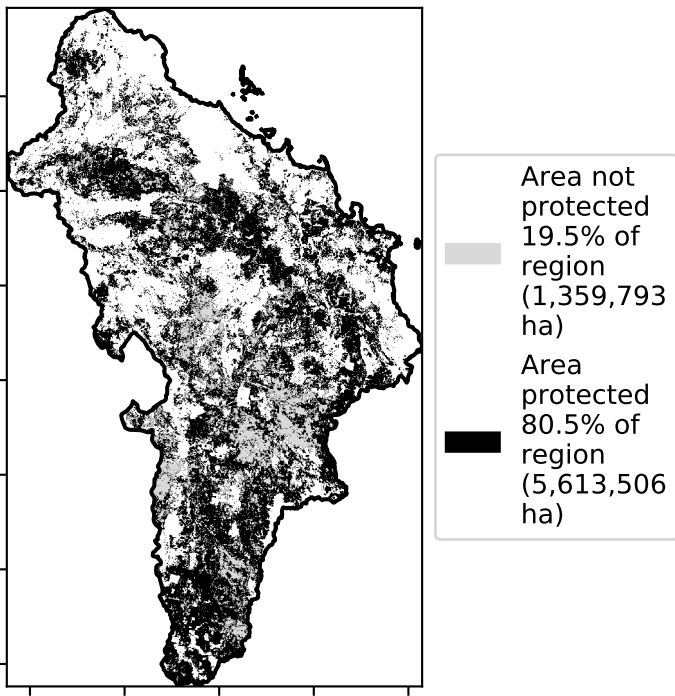 Area not
protected
19.5% of
region
(1,359,793
ha)
Area
protected
80.5% of
region
(5,613,506
ha)